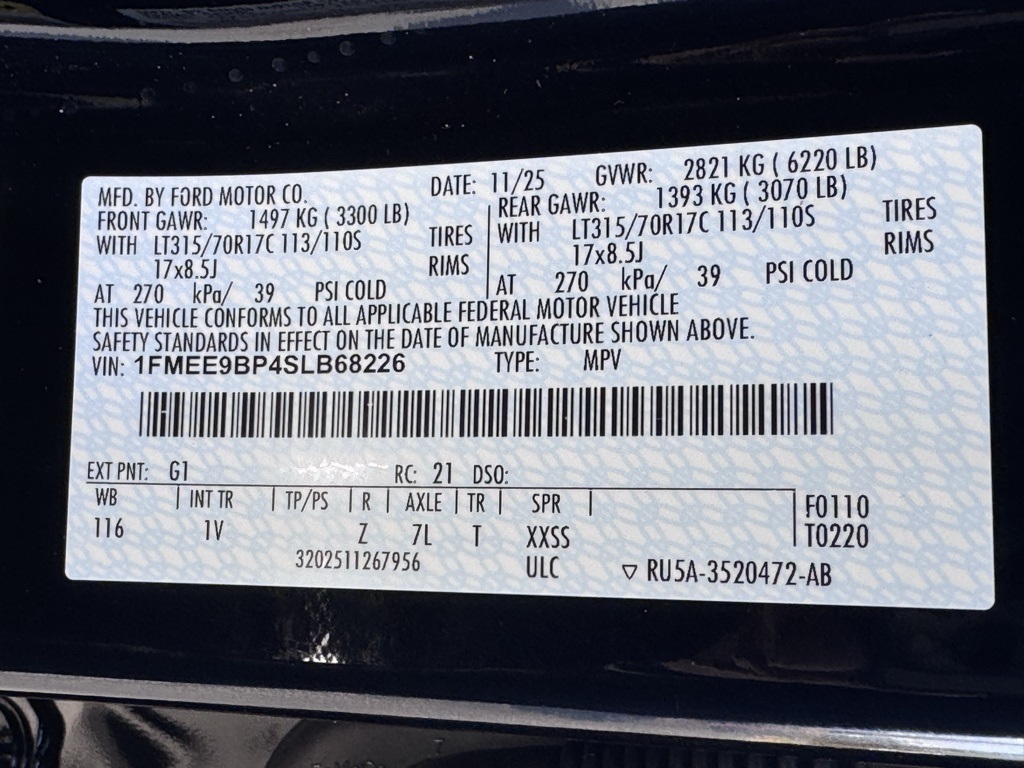 MFD. BY FORD MOTOR CO. DATE: 11/25 GVWR: 2821 KG ( 6220 LB)
FRONT GAWR: 1497 KG ( 3300 LB) REAR GAWR: 1393 KG ( 3070 LB)
WITH LT315/70R17C 113/110S TIRES WITH LT315/70R17C 113/110S TIRES
17x8.5J RIMS 17x8.5J RIMS
AT 270 kPa/ 39 PSI COLD AT 270 kPa/ 39 PSI COLD
THIS VEHICLE CONFORMS TO ALL APPLICABLE FEDERAL MOTOR VEHICLE
SAFETY STANDARDS IN EFFECT ON THE DATE OF MANUFACTURE SHOWN ABOVE.
VIN: 1FMEE9BP4SLB68226 TYPE: MPV
EXT PNT: G1 RC: 21 DSO:
WB INT TR TP/PS R AXLE TR SPR F0110
116 1V Z 7L T XXSS T0220
3202511267956 ULC ▽ RU5A-3520472-AB